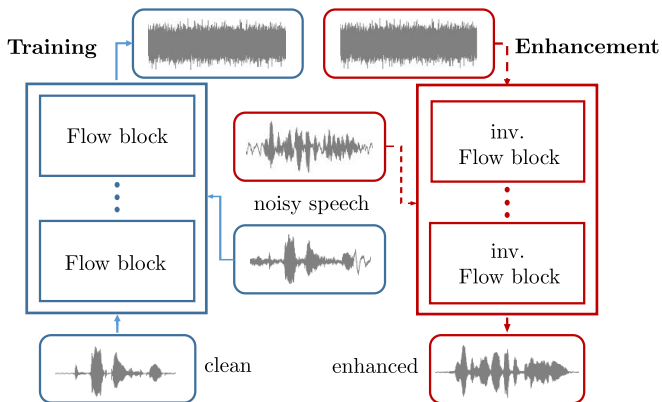 Training
Enhancement
Flow block
inv.
Flow block
noisy speech
Flow block
inv.
Flow block
clean
enhanced